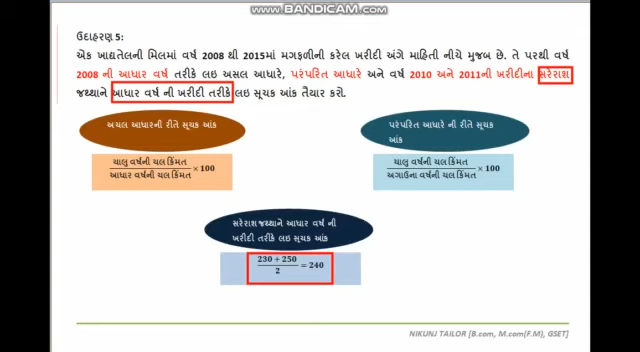 WWW.BANDICAM.COM
ઉદાહરણ 5:
એક ખાદ્યતેલની મિલમાં વર્ષ 2008 થી 2015માં મગફળીની કરેલ ખરીદી અંગે માહિતી નીચે મુજબ છે. તે પરથી વર્ષ
2008 ની આધાર વર્ષ તરીકે લઇ અસલ આધારે, પરંપરિત આધારે અને વર્ષ 2010 અને 2011ની ખરીદીના સરેરાશ
જથ્થાને આધાર વર્ષ ની ખરીદી તરીકે લઇ સૂચક આંક તૈયાર કરો.
અચલ આધારની રીતે સૂચક આંક
ચાલુ વર્ષની ચલ કિંમત
આધાર વર્ષની ચલ કિંમત × 100
પરંપરિત આધારે ની રીતે સૂચક
આંક
ચાલુ વર્ષની ચલ કિંમત
અગાઉના વર્ષની ચલ કિંમત × 100
સરેરાશ જથ્થાને આધાર વર્ષ ની
ખરીદી તરીકે લઇ સૂચક આંક
230 + 250
2 = 240
NIKUNJ TAILOR [B.com, M.com(F.M), GSET]